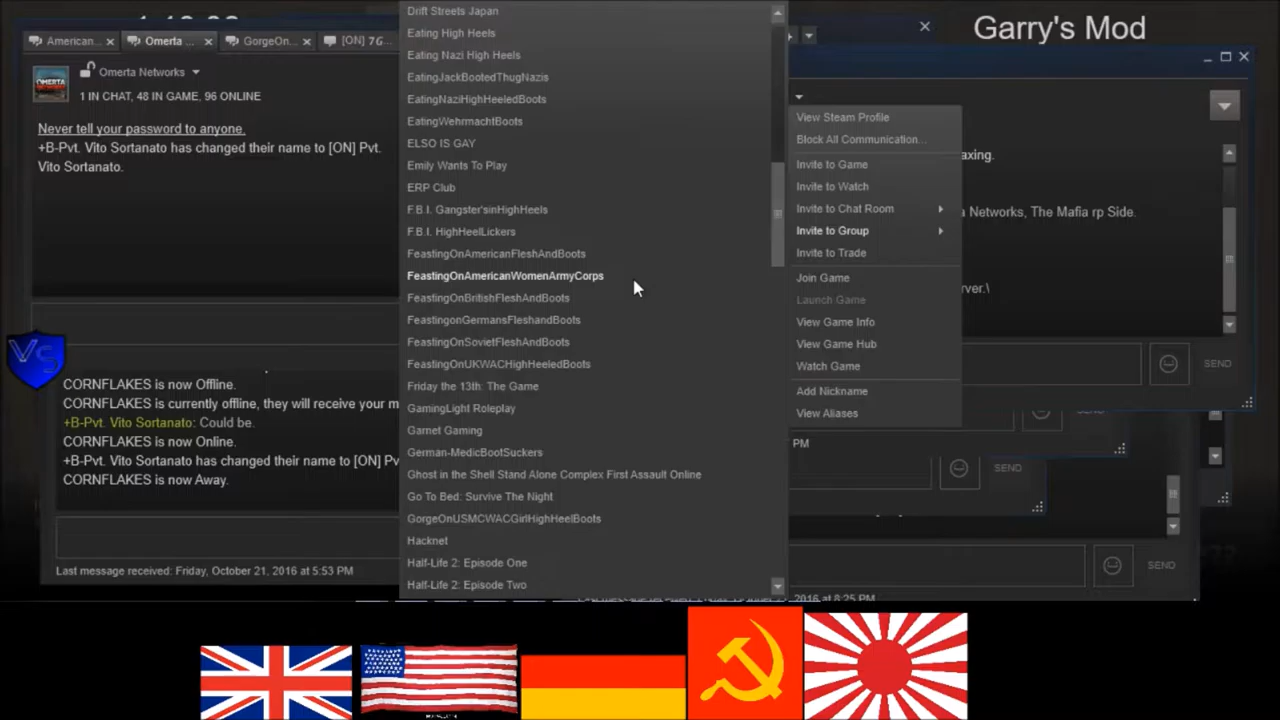 Garry's Mod
American...
Omerta ...
GorgeOn...
[ON] 7G...
Omerta Networks
1 IN CHAT, 48 IN GAME, 96 ONLINE
Never tell your password to anyone.
+B-Pvt. Vito Sortanato has changed their name to [ON] Pvt.
Vito Sortanato.
VS
CORNFLAKES is now Offline.
CORNFLAKES is currently offline, they will receive your m
+B-Pvt. Vito Sortanato: Could be.
CORNFLAKES is now Online.
+B-Pvt. Vito Sortanato has changed their name to [ON] Pv
CORNFLAKES is now Away.
Last message received: Friday, October 21, 2016 at 5:53 PM
Drift Streets Japan
Eating High Heels
Eating Nazi High Heels
EatingJackBootedThugNazis
EatingNaziHighHeeledBoots
EatingWehrmachtBoots
ELSO IS GAY
Emily Wants To Play
ERP Club
F.B.I. Gangster'sinHighHeels
F.B.I. HighHeelLickers
FeastingOnAmericanFleshAndBoots
FeastingOnAmericanWomenArmyCorps
FeastingOnBritishFleshAndBoots
FeastingonGermansFleshandBoots
FeastingOnSovietFleshAndBoots
FeastingOnUKWACHighHeeledBoots
Friday the 13th: The Game
GamingLight Roleplay
Garnet Gaming
German-MedicBootSuckers
Ghost in the Shell Stand Alone Complex First Assault Online
Go To Bed: Survive The Night
GorgeOnUSMCWACGirlHighHeelBoots
Hacknet
Half-Life 2: Episode One
Half-Life 2: Episode Two
View Steam Profile
Block All Communication...
Invite to Game
Invite to Watch
Invite to Chat Room
Invite to Group
Invite to Trade
Join Game
Launch Game
View Game Info
View Game Hub
Watch Game
Add Nickname
View Aliases
axing.
a Networks, The Mafia rp Side.
rver.\
SEND
PM
SEND
SEND
2016 at 8:25 PM